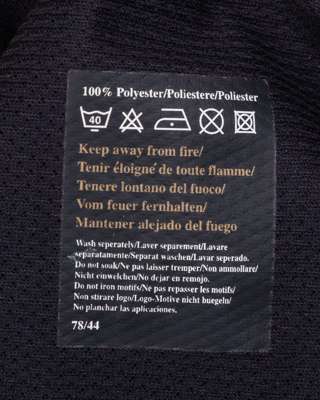 100% Polyester/Poliestere/Poliester
40
Keep away from fire/
Tenir éloigné de toute flamme/
Tenere lontano del fuoco/
Vom feuer fernhalten/
Mantener alejado del fuego
Wash seperately/Laver separement/Lavare
separatamente/Separat waschen/Lavar seperado.
Do not soak/Ne pas laisser tremper/Non ammollare/
Nicht einweichen/No dejar en remojo.
Do not iron motifs/Ne pas repasser les motifs/
Non stirare logo/Logo-Motive nicht buegeln/
No planchar las aplicaciones.
78/44